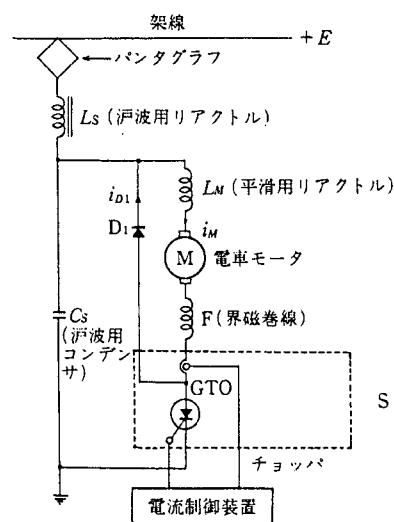 架線
+E
パンタグラフ
Ls (沪波用リアクトル)
LM (平滑用リアクトル)
iD1
D1
iM
M
電車モータ
F(界磁巻線)
Cs
(沪波用
コンデン
サ)
GTO
S
チョッパ
電流制御装置